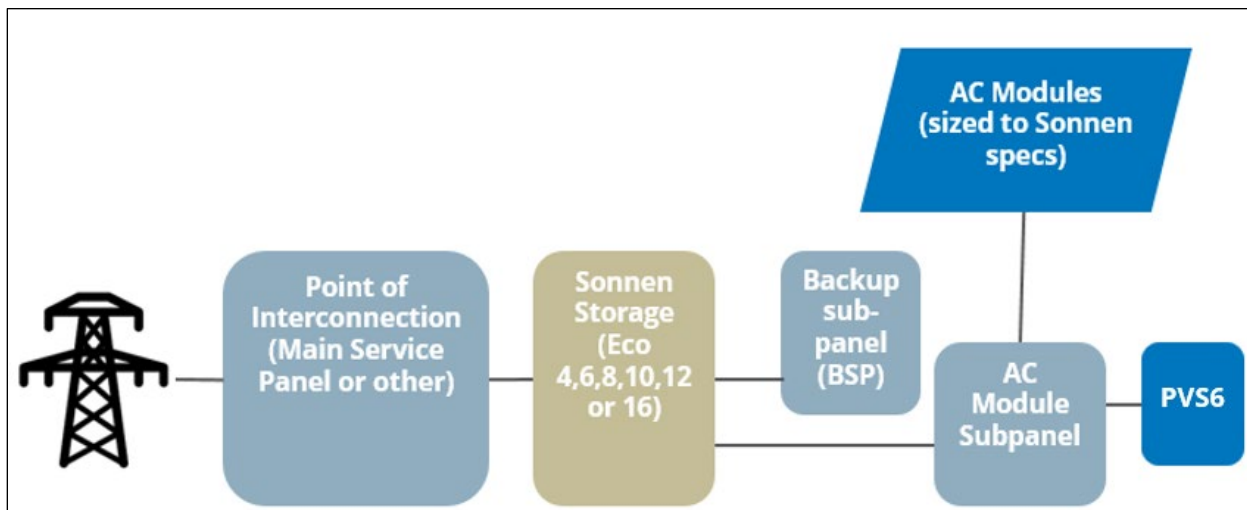 AC Modules
(sized to Sonnen
specs)
Point of
Interconnection
(Main Service
Panel or other)
Sonnen
Storage
(Eco
4,6,8,10,12
or 16)
Backup
sub-
panel
(BSP)
AC
Module
Subpanel
PVS6